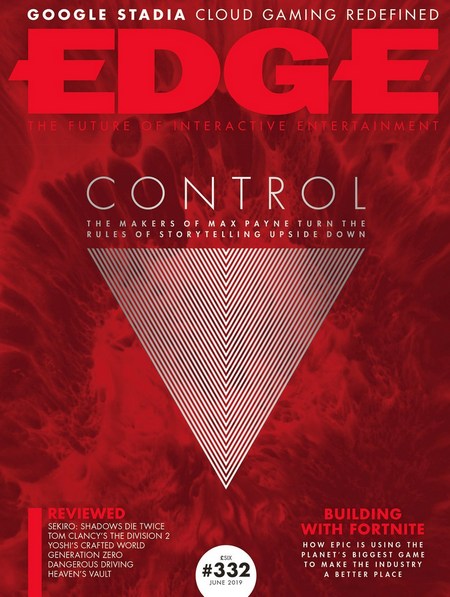 GOOGLE STADIA CLOUD GAMING REDEFINED
EDGE
THE FUTURE OF INTERACTIVE ENTERTAINMENT
CONTROL
THE MAKERS OF MAX PAYNE TURN THE
RULES OF STORYTELLING UPSIDE DOWN
REVIEWED
SEKIRO: SHADOWS DIE TWICE
TOM CLANCY'S THE DIVISION 2
YOSHI'S CRAFTED WORLD
GENERATION ZERO
DANGEROUS DRIVING
HEAVEN'S VAULT
£SIX
#332
JUNE 2019
BUILDING
WITH FORTNITE
HOW EPIC IS USING THE
PLANET'S BIGGEST GAME
TO MAKE THE INDUSTRY
A BETTER PLACE